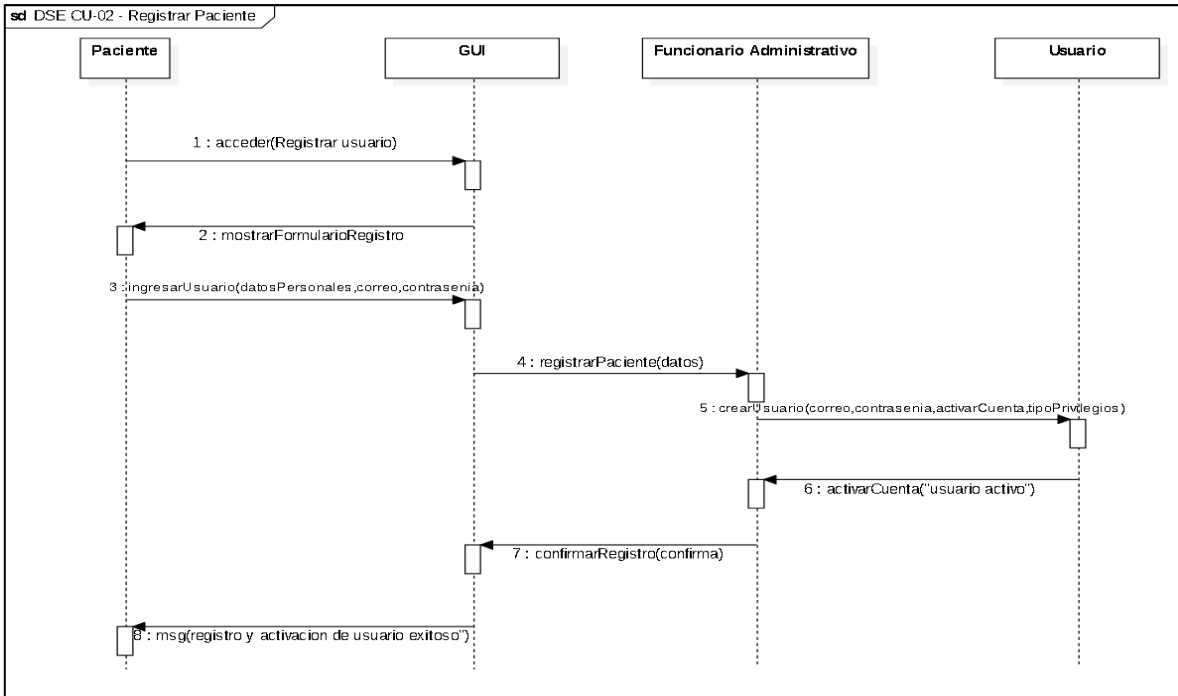 sd DSE CU-02 - Registrar Paciente
Paciente
GUI
Funcionario Administrativo
Usuario
1 : acceder(Registrar usuario)
2 : mostrarFormularioRegistro
3 : ingresarUsuario(datosPersonales,correo,contrasenia)
4 : registrarPaciente(datos)
5 : crearUsuario(correo,contrasenia,activarCuenta,tipoPrivilegios)
6 : activarCuenta("usuario activo")
7 : confirmarRegistro(confirma)
8 : msg(registro y activacion de usuario exitoso")